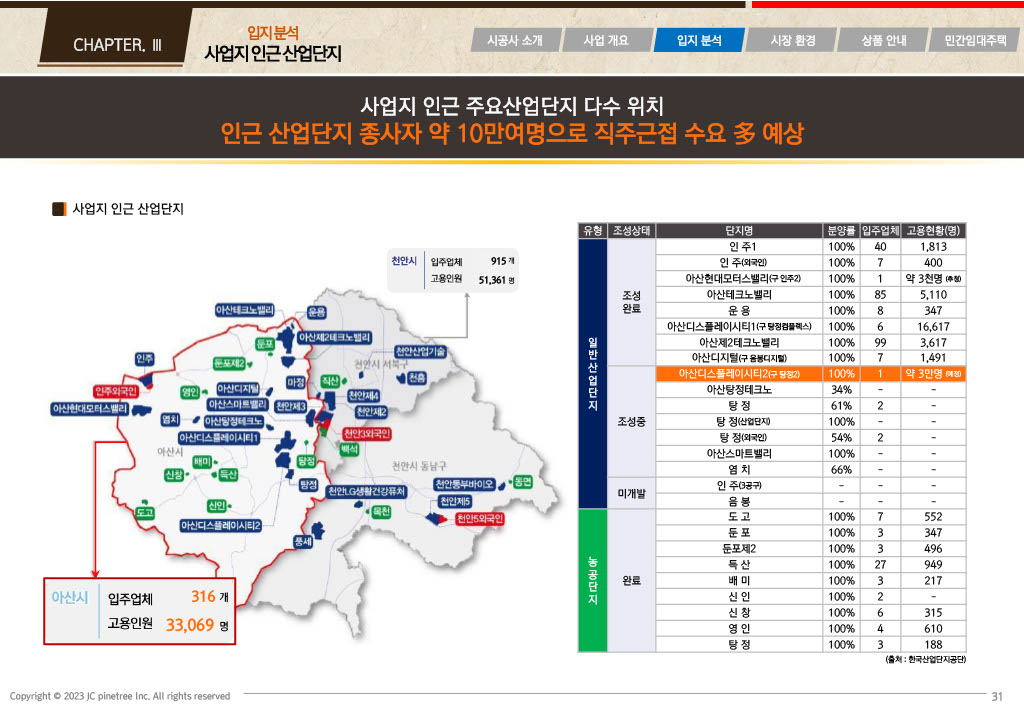 CHAPTER. Ⅲ
입지 분석
사업지 인근 산업단지
시공사 소개
사업 개요
입지 분석
시장 환경
상품 안내
민간임대주택
사업지 인근 주요산업단지 다수 위치
인근 산업단지 종사자 약 10만여명으로 직주근접 수요 多 예상
사업지 인근 산업단지
천안시 입주업체 915 개
고용인원 51,361 명
아산테크노밸리
운용
둔포
아산제2테크노밸리
천안시 서북구
천안산업기술
인주
둔포제2
마정
직산
천흥
인주외국인
영인
아산디지털
천안제4
아산현대모터스밸리
아산스마트밸리
천안제3
천안제2
염치
아산탕정테크노
천안3외국인
아산디스플레이시티1
백석
아산시
배미
탕정
천안시 동남구
신창
득산
탕정
천안LG생활건강퓨처
천안동부바이오
동면
신인
천안제5
도고
목천
천안5외국인
아산디스플레이시티2
풍세
아산시 입주업체 316 개
고용인원 33,069 명
유형 조성상태 단지명 분양률 입주업체 고용현황(명)
일반산업단지
조성완료
인 주1 100% 40 1,813
인 주(외국인) 100% 7 400
아산현대모터스밸리(구 인주2) 100% 1 약 3천명 (추정)
아산테크노밸리 100% 85 5,110
운 용 100% 8 347
아산디스플레이시티1(구 탕정컴플렉스) 100% 6 16,617
아산제2테크노밸리 100% 99 3,617
아산디지털(구 음봉디지털) 100% 7 1,491
조성중
아산디스플레이시티2(구 탕정2) 100% 1 약 3만명 (예정)
아산탕정테크노 34% - -
탕 정 61% 2 -
탕 정(산업단지) 100% - -
탕 정(외국인) 54% 2 -
아산스마트밸리 100% - -
염 치 66% - -
미개발
인 주(3공구) - - -
음 봉 - - -
농공단지
완료
도 고 100% 7 552
둔 포 100% 3 347
둔포제2 100% 3 496
득 산 100% 27 949
배 미 100% 3 217
신 인 100% 2 -
신 창 100% 6 315
영 인 100% 4 610
탕 정 100% 3 188
(출처 : 한국산업단지공단)
Copyright © 2023 JC pinetree Inc. All rights reserved
31